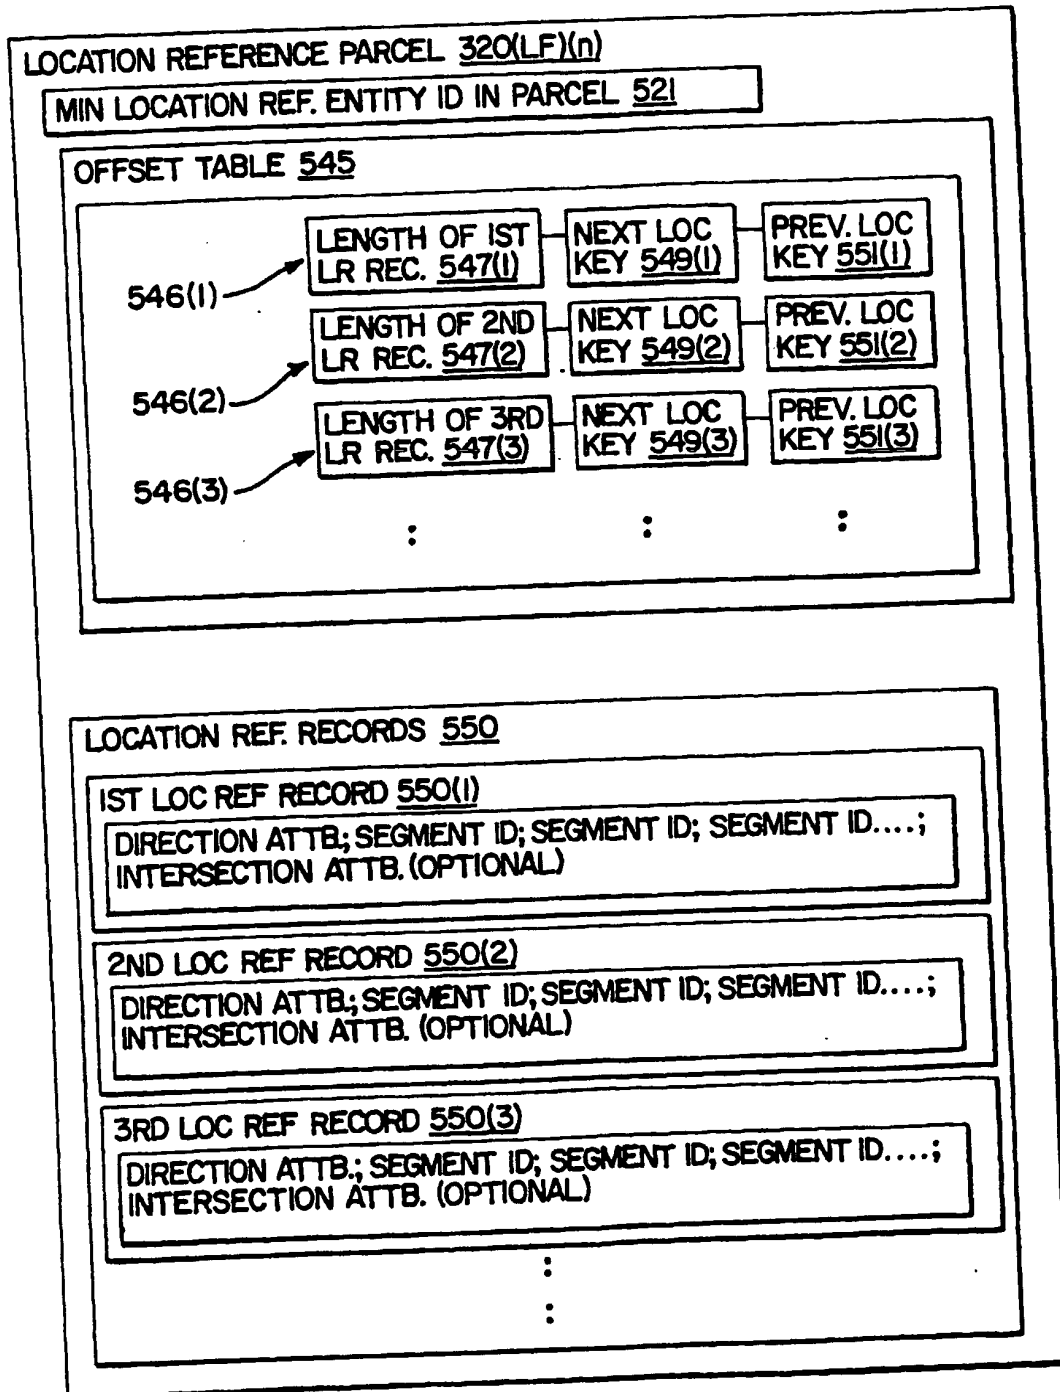 LOCATION REFERENCE PARCEL 320(LF)(n)
MIN LOCATION REF. ENTITY ID IN PARCEL 521
OFFSET TABLE 545
LENGTH OF 1ST LR REC. 547(1)
NEXT LOC KEY 549(1)
PREV. LOC KEY 551(1)
546(1)
LENGTH OF 2ND LR REC. 547(2)
NEXT LOC KEY 549(2)
PREV. LOC KEY 551(2)
546(2)
LENGTH OF 3RD LR REC. 547(3)
NEXT LOC KEY 549(3)
PREV. LOC KEY 551(3)
546(3)
LOCATION REF. RECORDS 550
1ST LOC REF RECORD 550(1)
DIRECTION ATTB.; SEGMENT ID; SEGMENT ID; SEGMENT ID....;
INTERSECTION ATTB. (OPTIONAL)
2ND LOC REF RECORD 550(2)
DIRECTION ATTB.; SEGMENT ID; SEGMENT ID; SEGMENT ID....;
INTERSECTION ATTB. (OPTIONAL)
3RD LOC REF RECORD 550(3)
DIRECTION ATTB.; SEGMENT ID; SEGMENT ID; SEGMENT ID....;
INTERSECTION ATTB. (OPTIONAL)